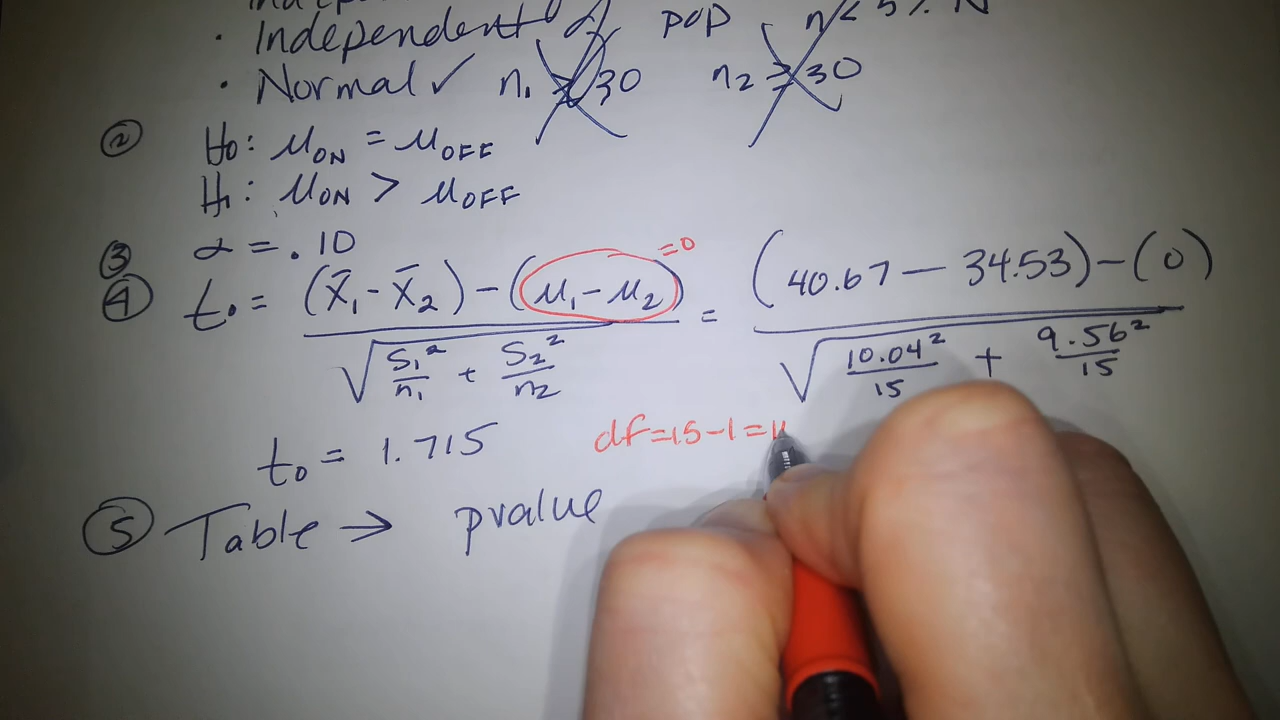 · Independent of pop n < 5% N
· Normal ✓ n₁ ≥ 30 n₂ ≥ 30
② H₀: μON = μOFF
H₁: μON > μOFF
③ α = .10
④ t₀ = (x̄₁ - x̄₂) - (μ₁ - μ₂) =0 / √(S₁²/n₁ + S₂²/n₂) = (40.67 - 34.53) - (0) / √(10.04²/15 + 9.56²/15)
t₀ = 1.715 df = 15 - 1 = 1
⑤ Table → pvalue